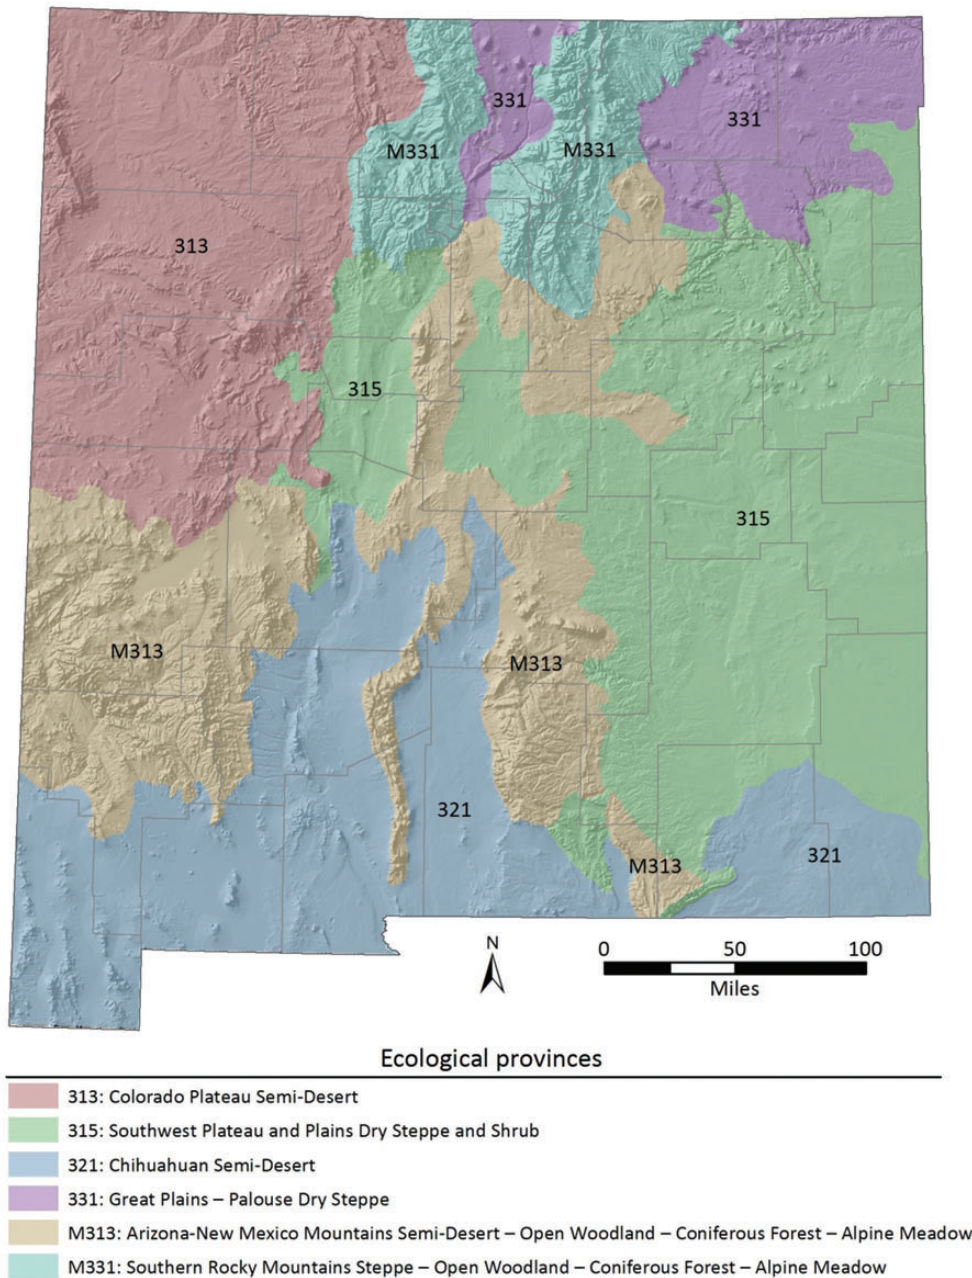 331
331
M331
M331
313
315
315
M313
M313
321
321
M313
N
0 50 100
Miles
Ecological provinces
313: Colorado Plateau Semi-Desert
315: Southwest Plateau and Plains Dry Steppe and Shrub
321: Chihuahuan Semi-Desert
331: Great Plains – Palouse Dry Steppe
M313: Arizona-New Mexico Mountains Semi-Desert – Open Woodland – Coniferous Forest – Alpine Meadow
M331: Southern Rocky Mountains Steppe – Open Woodland – Coniferous Forest – Alpine Meadow